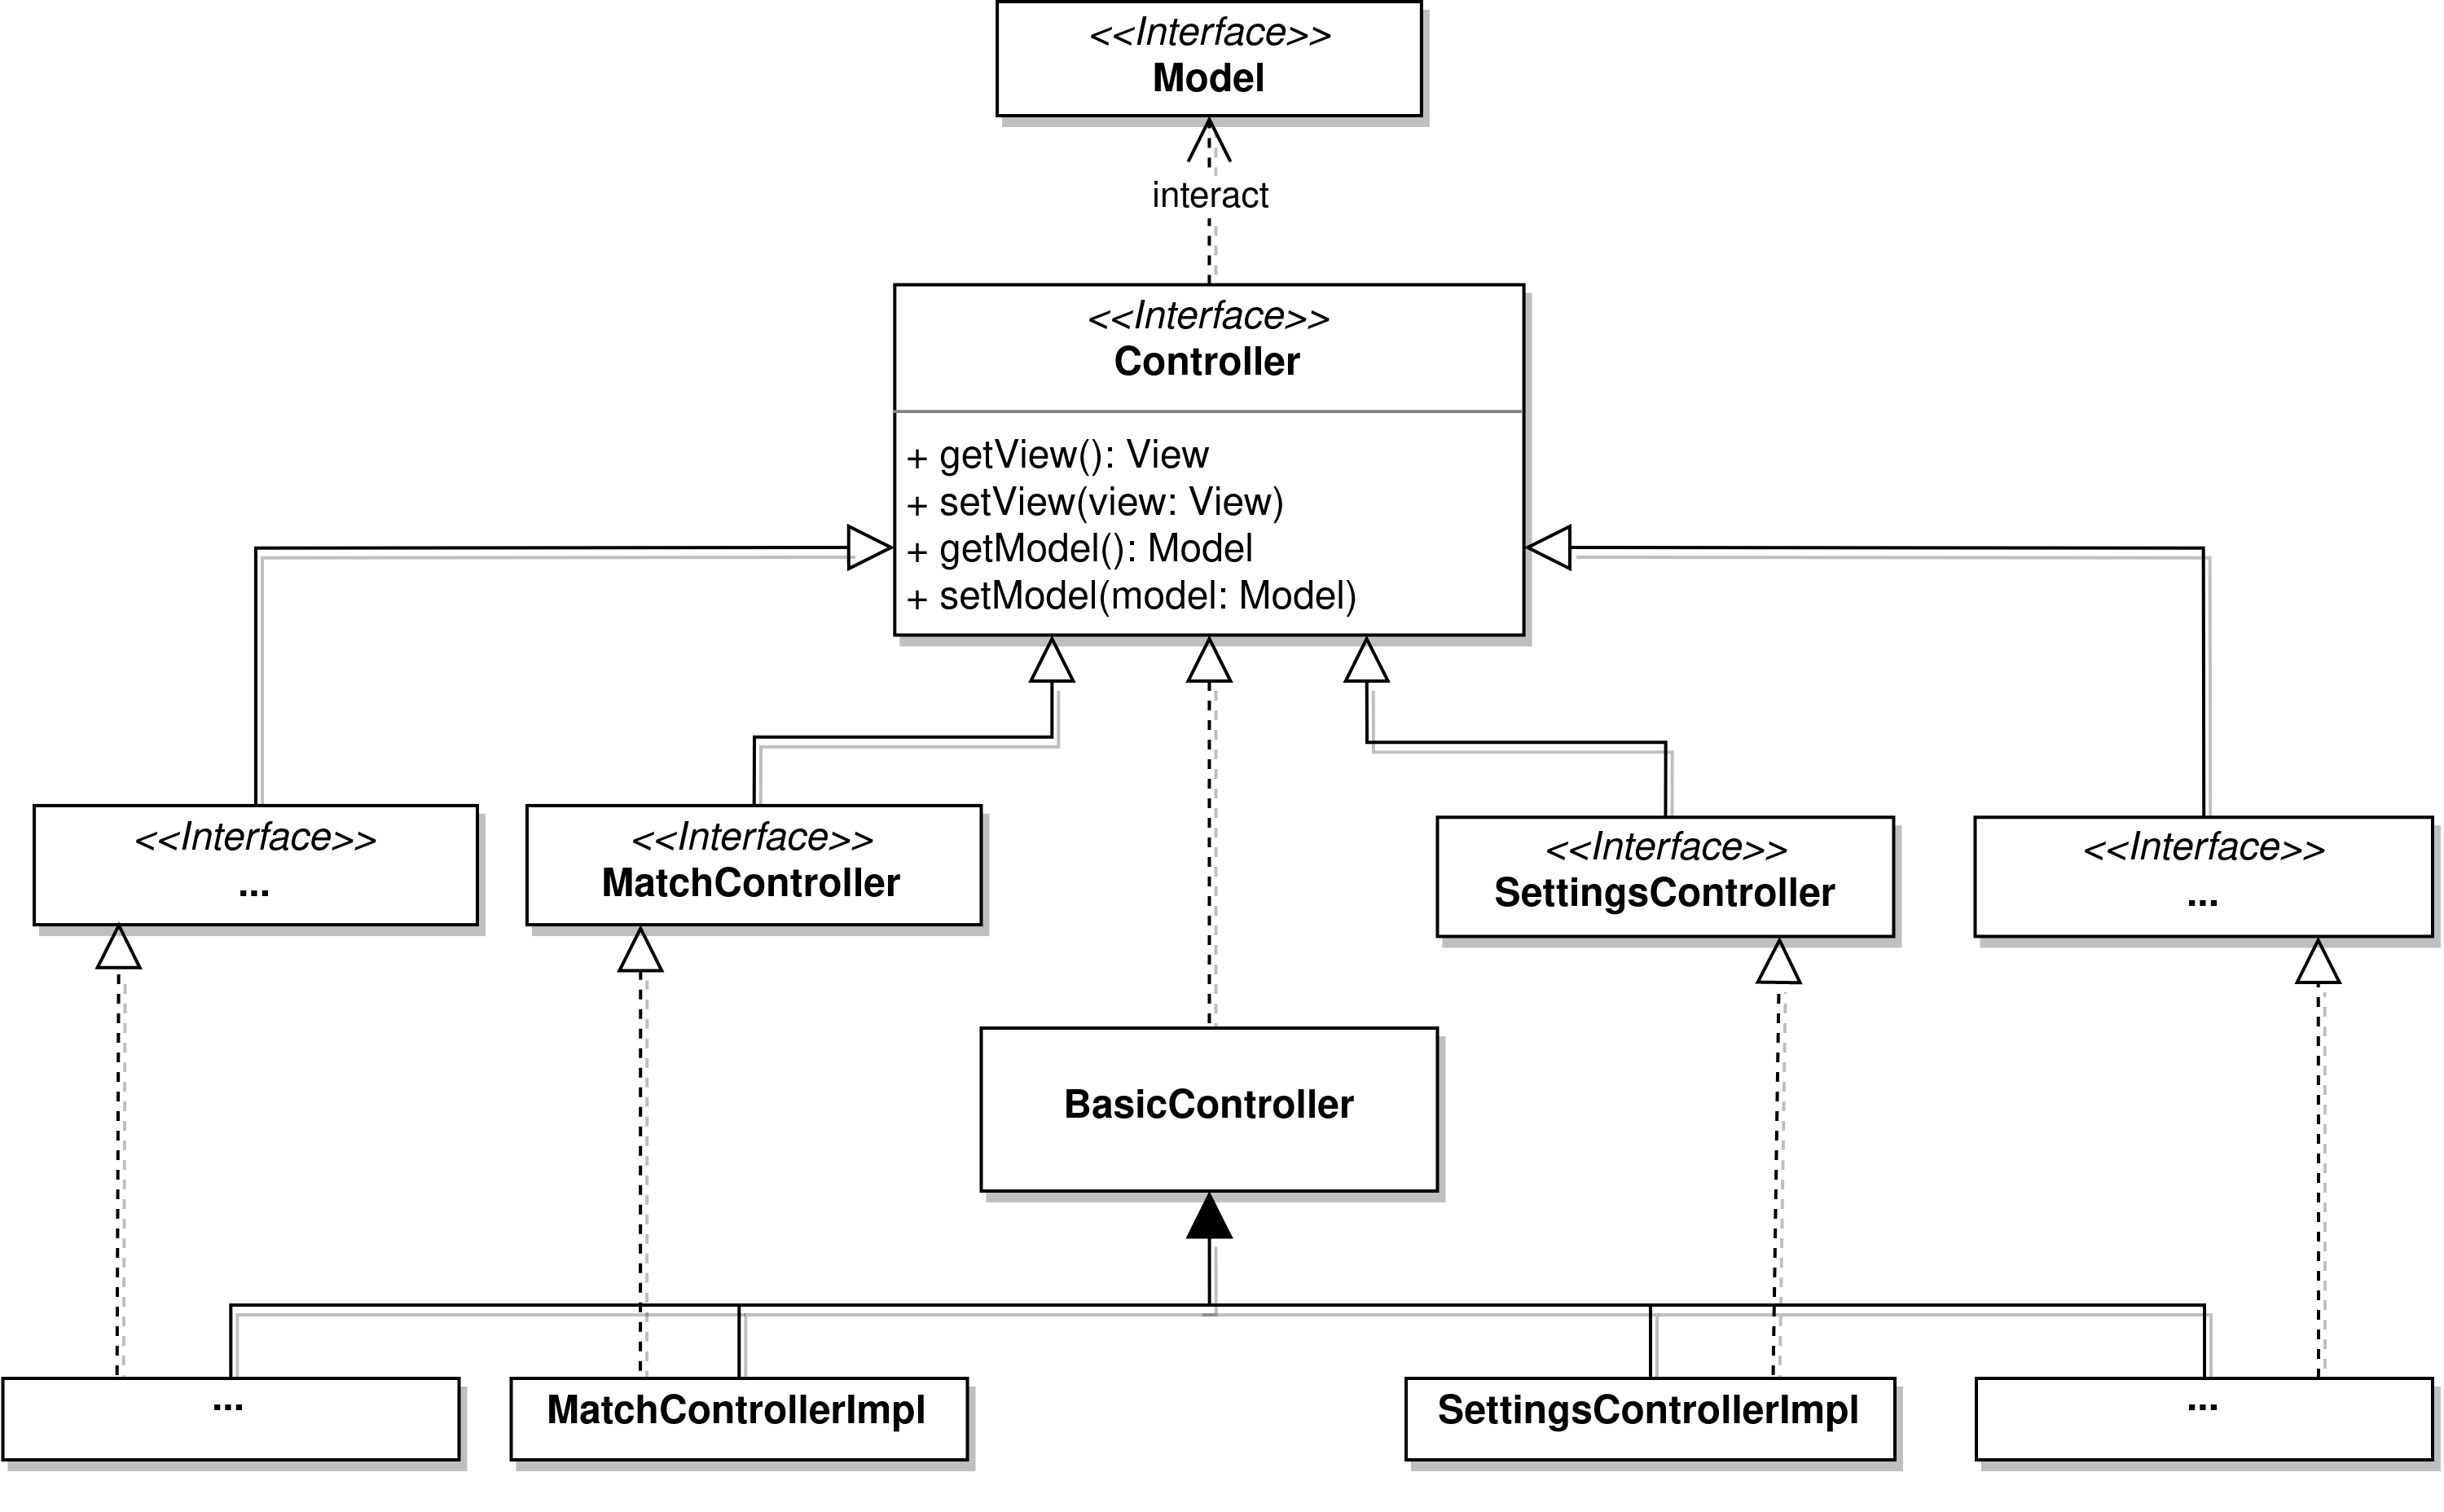 <<Interface>>
Model
interact
<<Interface>>
Controller
+ getView(): View
+ setView(view: View)
+ getModel(): Model
+ setModel(model: Model)
<<Interface>>
...
<<Interface>>
MatchController
<<Interface>>
SettingsController
<<Interface>>
...
BasicController
...
MatchControllerImpl
SettingsControllerImpl
...